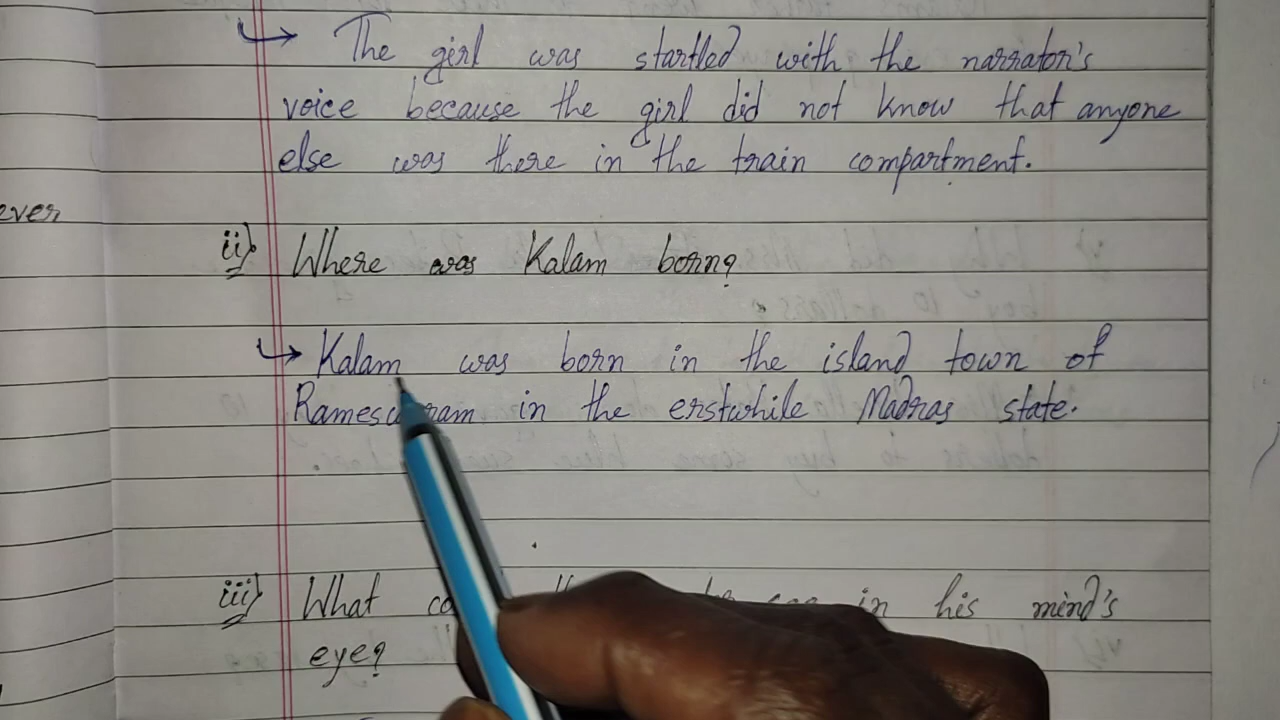 The girl was startled with the narrator's
voice because the girl did not know that anyone
else was there in the train compartment.
ever
ii) Where was Kalam born?
Kalam was born in the island town of
in the erstwhile Madras state.
iii) What in his mind's
eye?